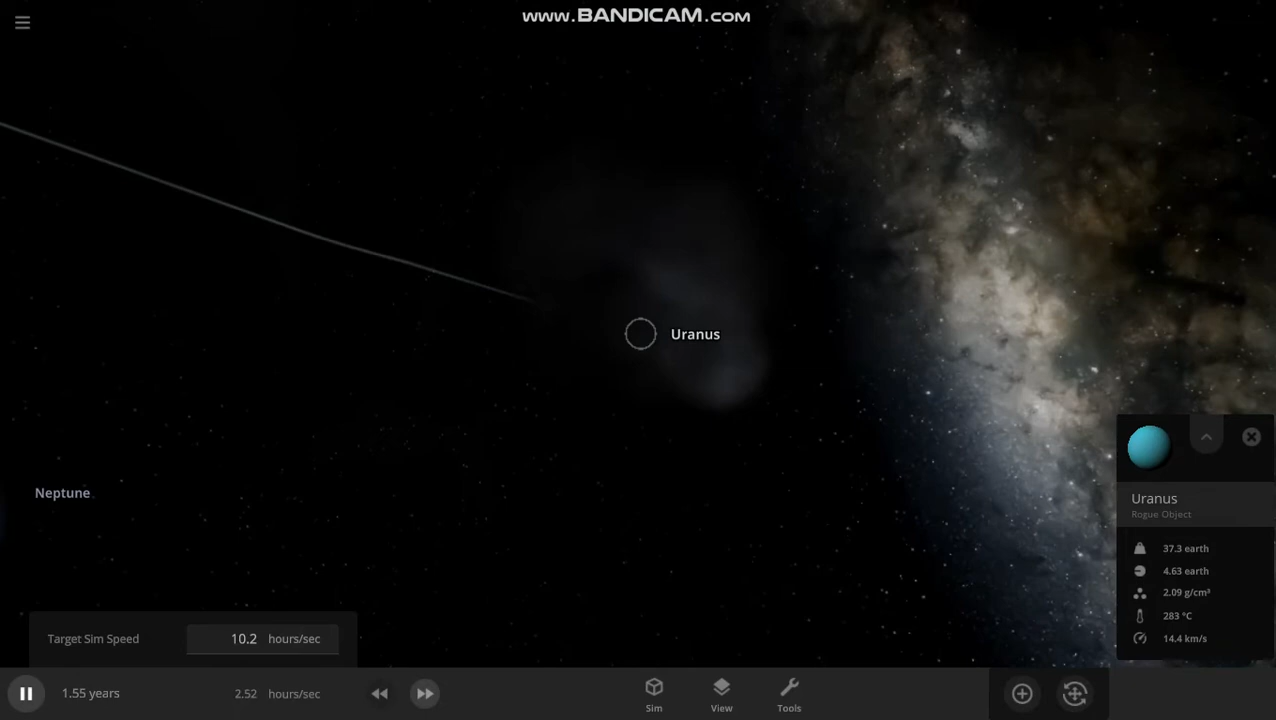 www.BANDICAM.com
Uranus
Neptune
Uranus
Rogue Object
37.3 earth
4.63 earth
2.09 g/cm³
283 °C
14.4 km/s
Target Sim Speed 10.2 hours/sec
1.55 years 2.52 hours/sec Sim View Tools